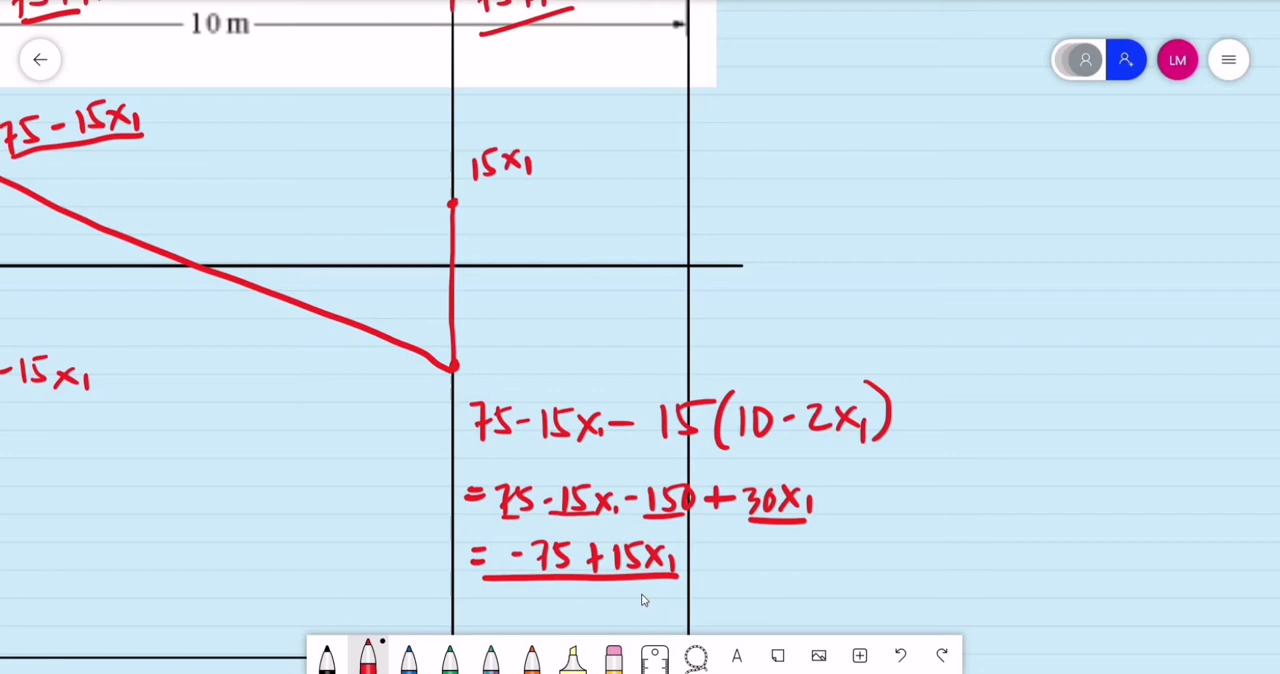 10 m
LM
75 - 15x₁
15x₁
-15x₁
75 - 15x₁ - 15(10 - 2x₁)
= 75 - 15x₁ - 150 + 30x₁
= -75 + 15x₁
A